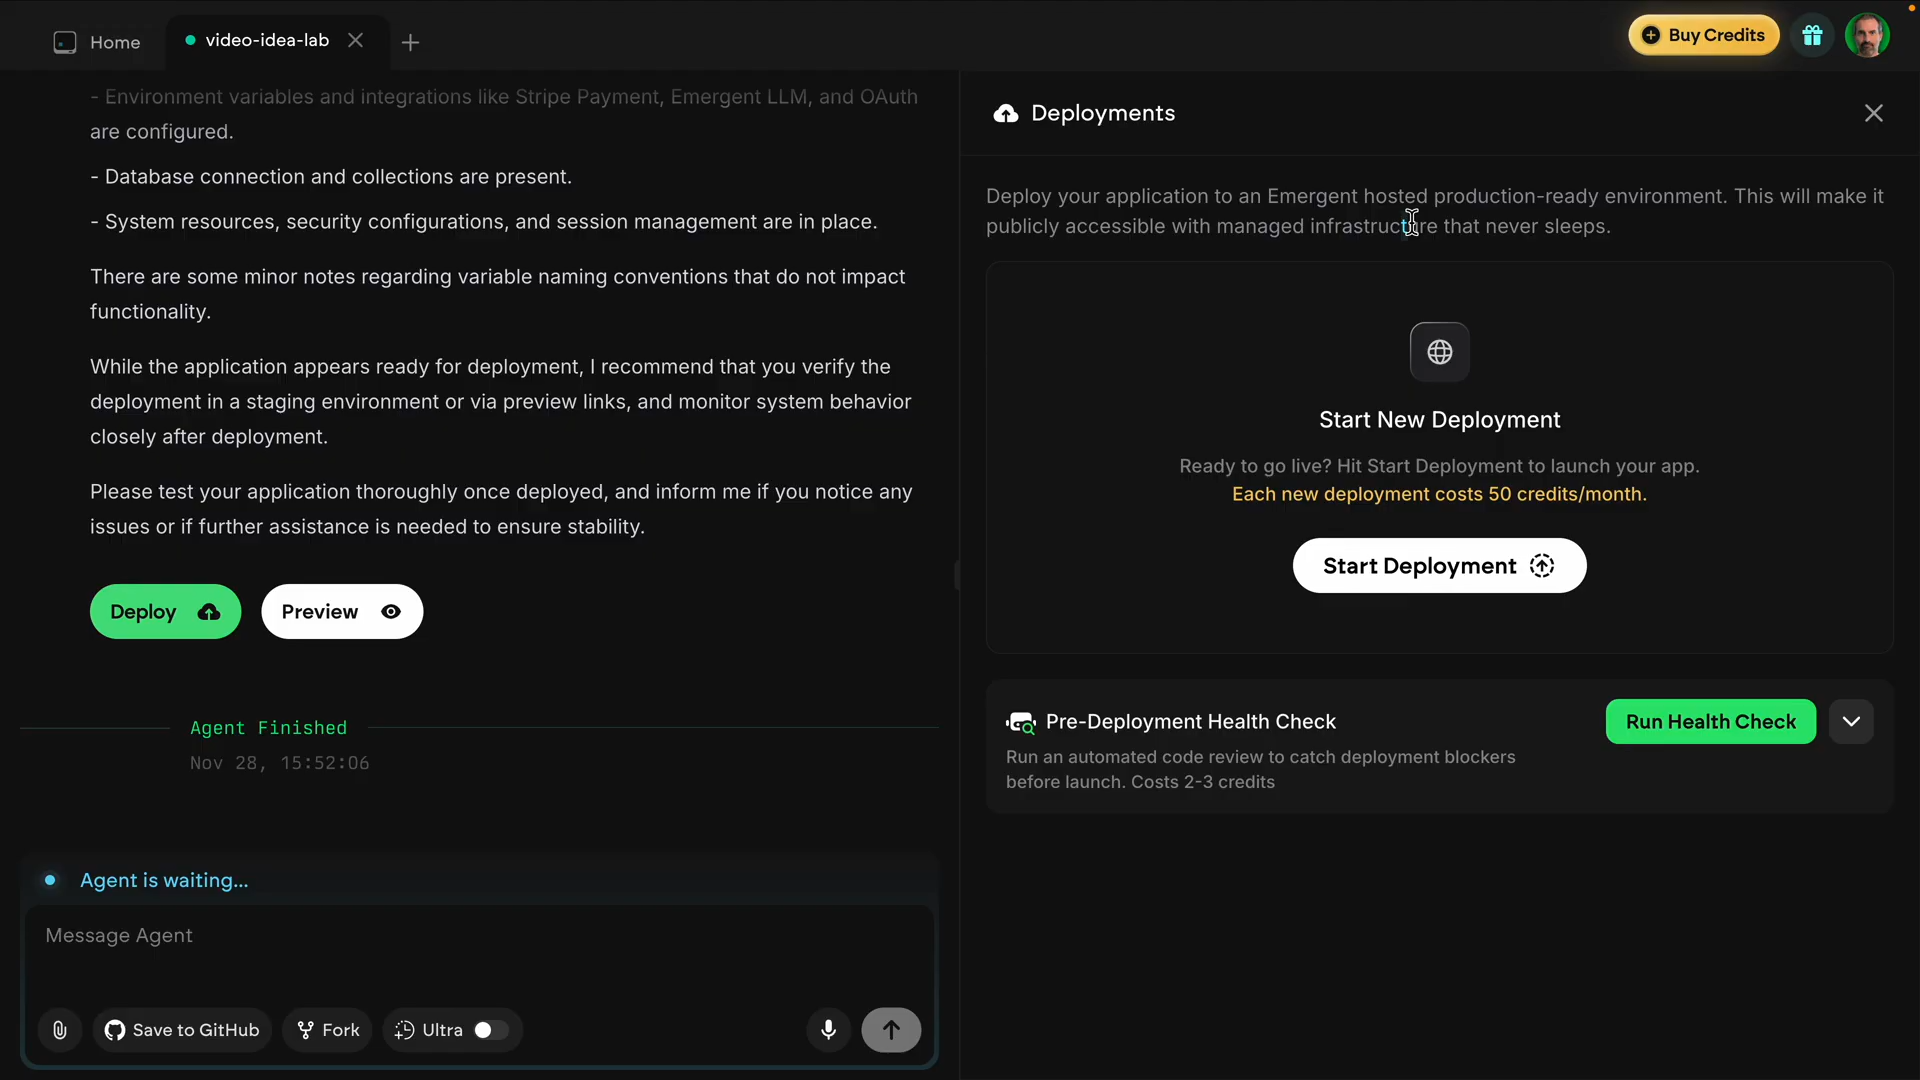 Home
video-idea-lab
Buy Credits
- Environment variables and integrations like Stripe Payment, Emergent LLM, and OAuth
are configured.
- Database connection and collections are present.
- System resources, security configurations, and session management are in place.
There are some minor notes regarding variable naming conventions that do not impact
functionality.
While the application appears ready for deployment, I recommend that you verify the
deployment in a staging environment or via preview links, and monitor system behavior
closely after deployment.
Please test your application thoroughly once deployed, and inform me if you notice any
issues or if further assistance is needed to ensure stability.
Deploy
Preview
Agent Finished
Nov 28, 15:52:06
Agent is waiting...
Message Agent
Save to GitHub
Fork
Ultra
Deployments
Deploy your application to an Emergent hosted production-ready environment. This will make it
publicly accessible with managed infrastructure that never sleeps.
Start New Deployment
Ready to go live? Hit Start Deployment to launch your app.
Each new deployment costs 50 credits/month.
Start Deployment
Pre-Deployment Health Check
Run Health Check
Run an automated code review to catch deployment blockers
before launch. Costs 2-3 credits